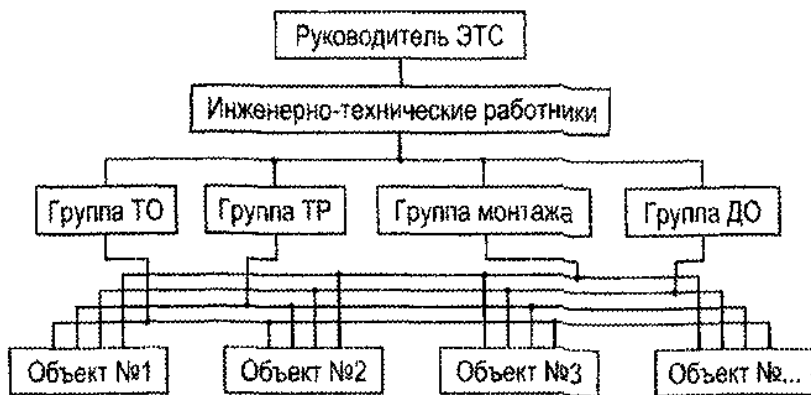 Руководитель ЭТС
Инженерно-технические работники
Группа ТО
Группа ТР
Группа монтажа
Группа ДО
Объект №1
Объект №2
Объект №3
Объект №...